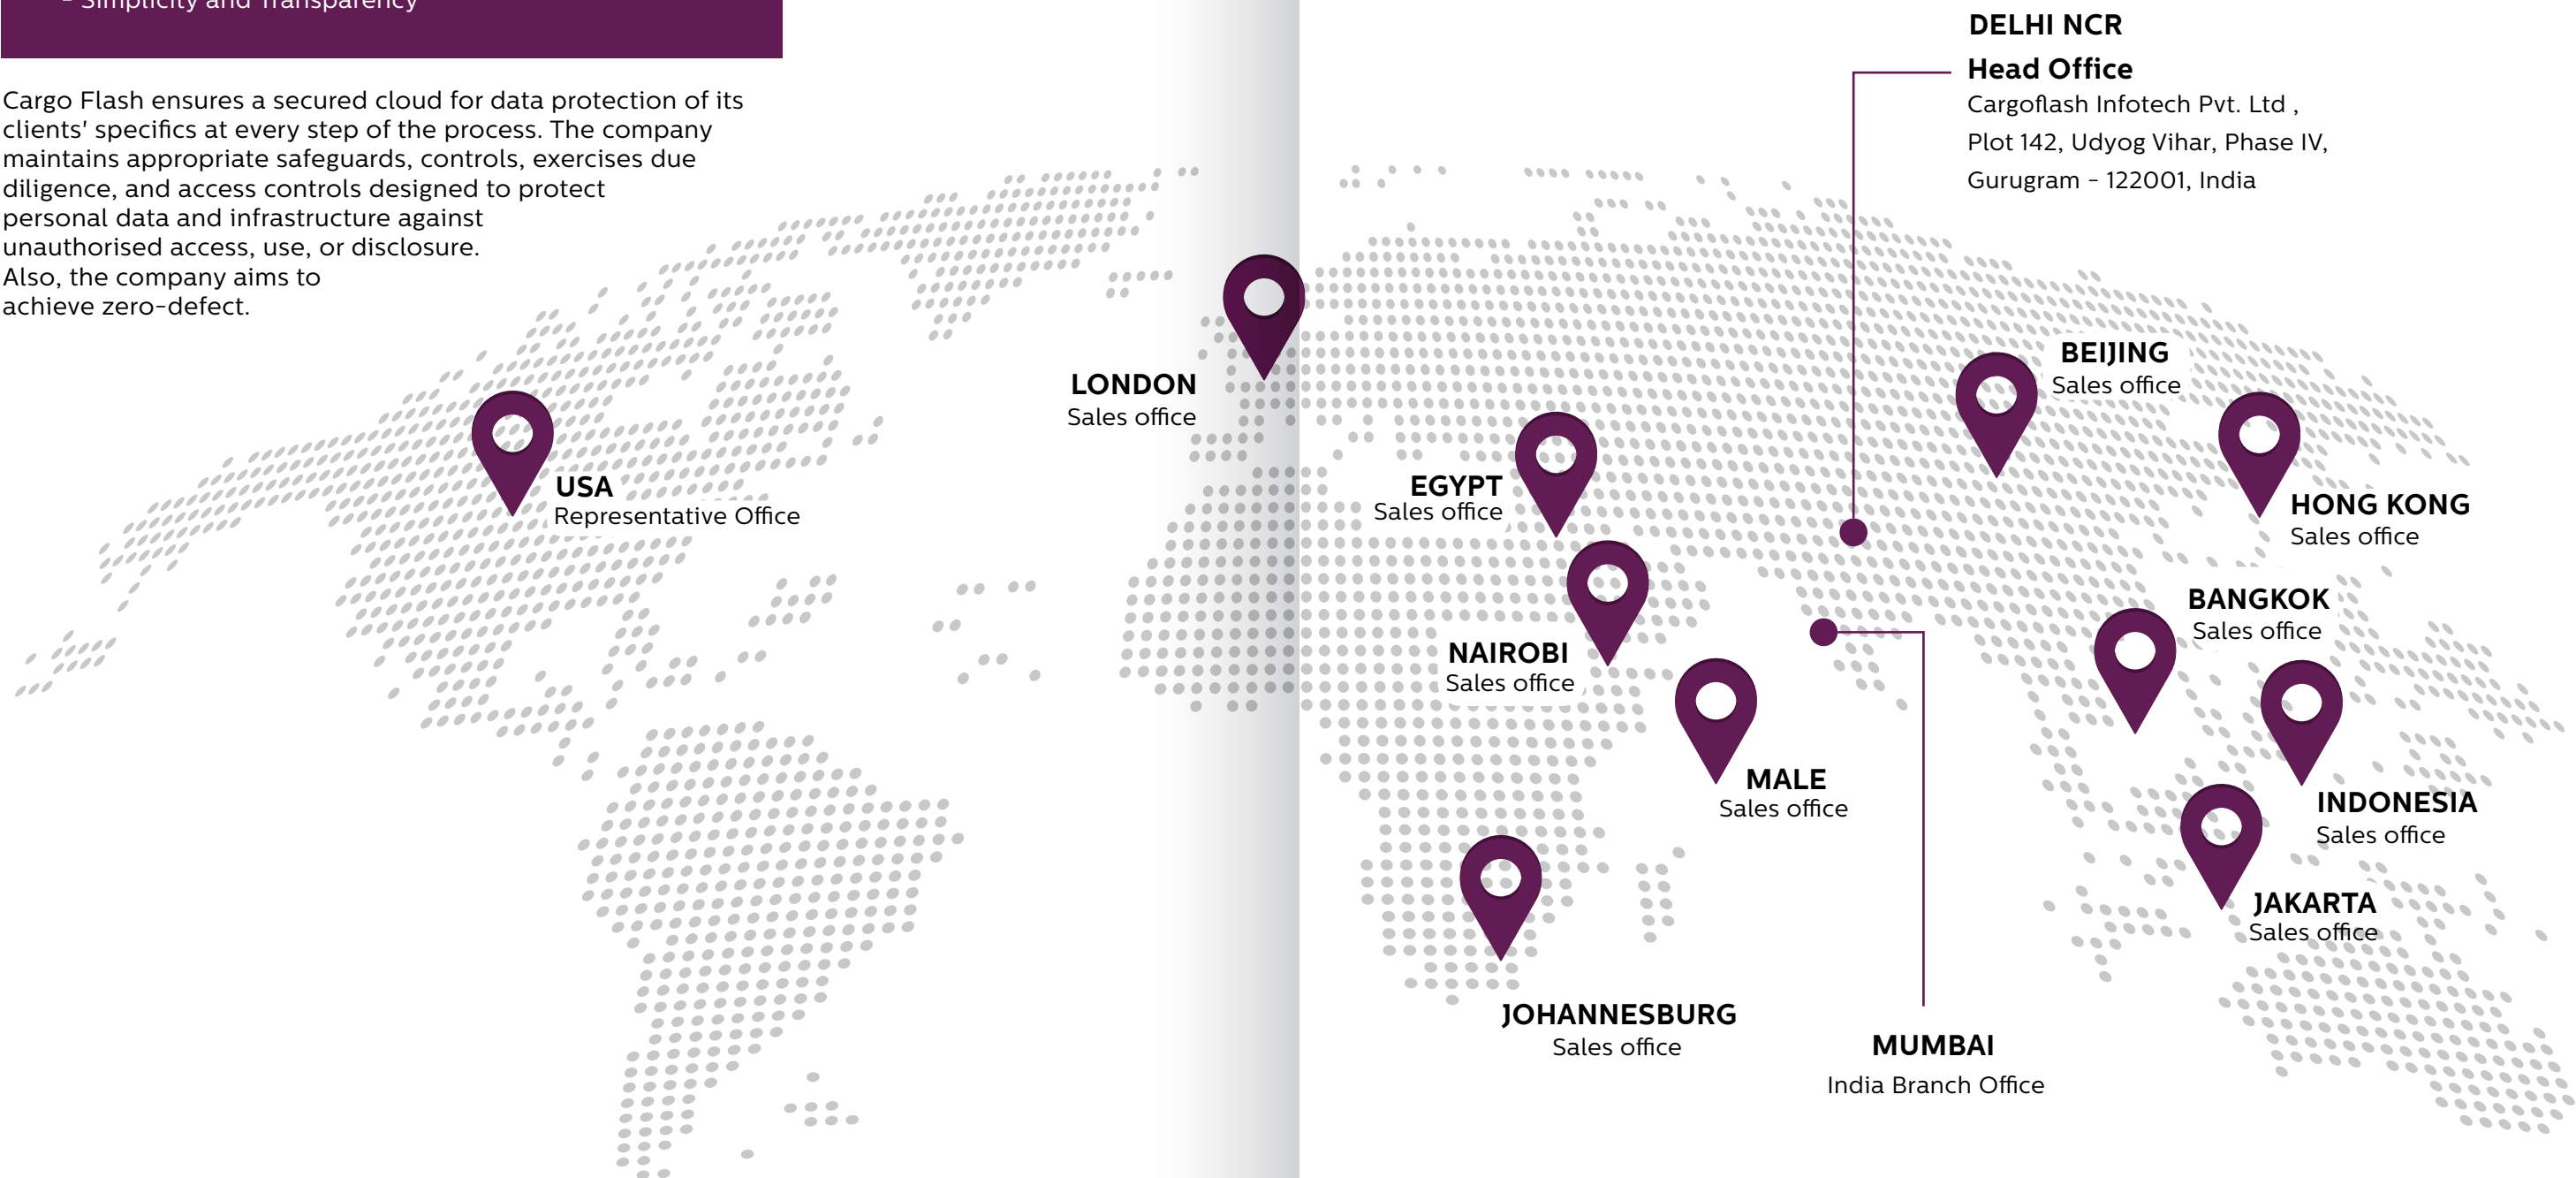 - Simplicity and Transparency
Cargo Flash ensures a secured cloud for data protection of its
clients' specifics at every step of the process. The company
maintains appropriate safeguards, controls, exercises due
diligence, and access controls designed to protect
personal data and infrastructure against
unauthorised access, use, or disclosure.
Also, the company aims to
achieve zero-defect.
DELHI NCR
Head Office
Cargoflash Infotech Pvt. Ltd ,
Plot 142, Udyog Vihar, Phase IV,
Gurugram - 122001, India
LONDON
Sales office
USA
Representative Office
EGYPT
Sales office
BEIJING
Sales office
HONG KONG
Sales office
NAIROBI
Sales office
BANGKOK
Sales office
MALE
Sales office
INDONESIA
Sales office
JAKARTA
Sales office
JOHANNESBURG
Sales office
MUMBAI
India Branch Office